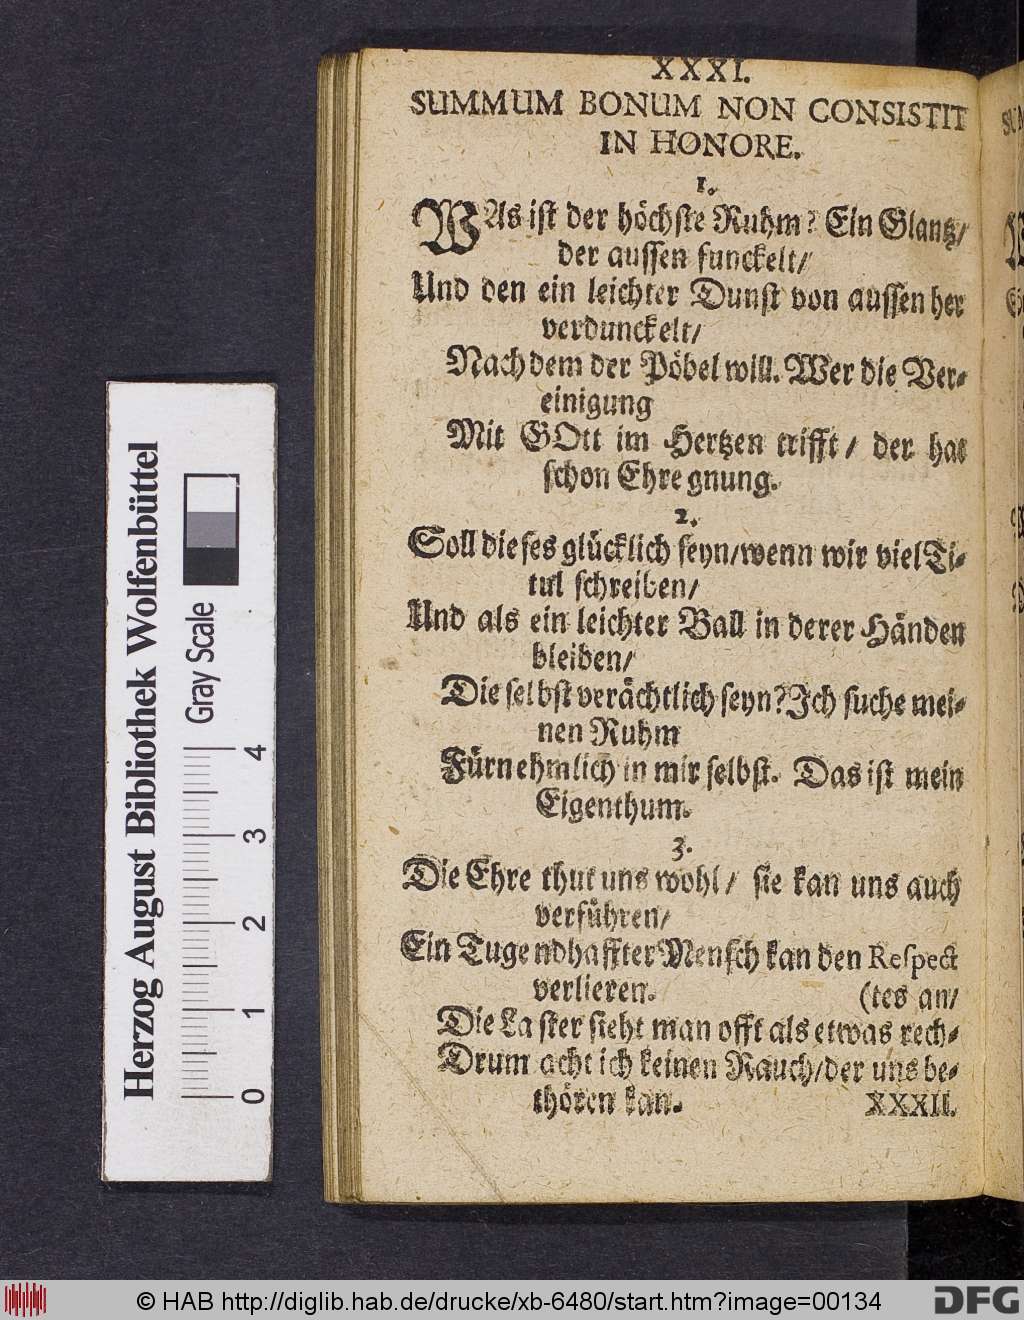 XXXI.
SUMMUM BONUM NON CONSISTIT
IN HONORE.
1.
WAs ist der höchste Ruhm? Ein Glantz/
der aussen funckelt/
Und den ein leichter Dunst von aussen her
verdunckelt/
Nach dem der Pöbel will. Wer die Ver-
einigung
Mit GOtt im Hertzen trifft/ der hat
schon Ehre gnung.
2.
Soll dieses glücklich seyn/wenn wir viel Ti-
tul schreiben/
Und als ein leichter Ball in derer Händen
bleiben/
Die selbst verächtlich seyn? Ich suche mei-
nen Ruhm
Fürnehmlich in mir selbst. Das ist mein
Eigenthum.
3.
Die Ehre thut uns wohl/ sie kan uns auch
verführen/
Ein Tugendhaffter Mensch kan den Respect
verlieren. (tes an/
Die Laster sieht man offt als etwas rech-
Drum acht ich keinen Rauch/der uns be-
thören kan. XXXII.
Herzog August Bibliothek Wolfenbüttel
Gray Scale
0 1 2 3 4
© HAB http://diglib.hab.de/drucke/xb-6480/start.htm?image=00134
DFG